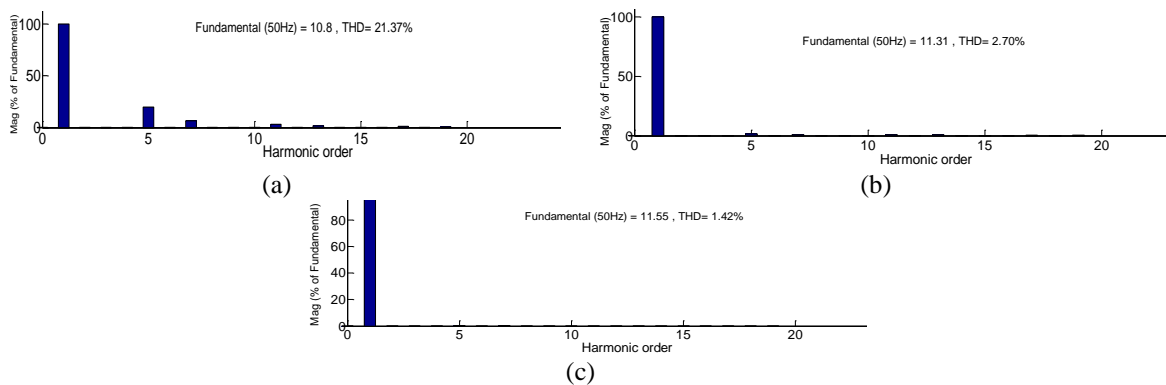 Fundamental (50Hz) = 10.8 , THD= 21.37%
Mag (% of Fundamental)
100
50
0
0 5 10 15 20
Harmonic order
(a)
Fundamental (50Hz) = 11.31 , THD= 2.70%
Mag (% of Fundamental)
100
50
0
0 5 10 15 20
Harmonic order
(b)
Fundamental (50Hz) = 11.55 , THD= 1.42%
Mag (% of Fundamental)
80
60
40
20
0
0 5 10 15 20
Harmonic order
(c)